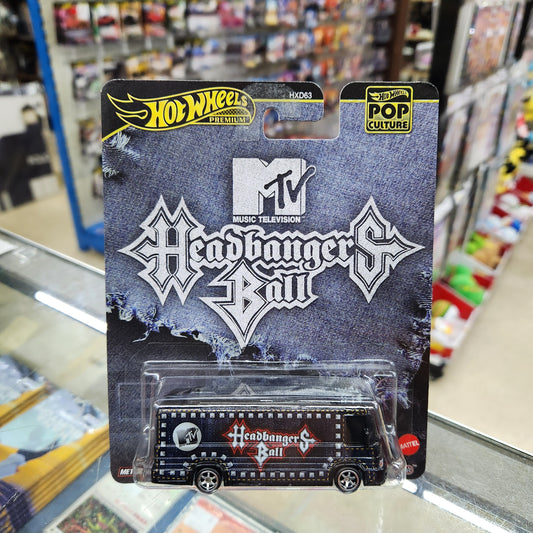 HXD63
HOT WHEELS
PREMIUM
Hot Wheels
POP
CULTURE
MTV
MUSIC TELEVISION
Headbangers
Ball
MTV
Headbangers
Ball
MATTEL